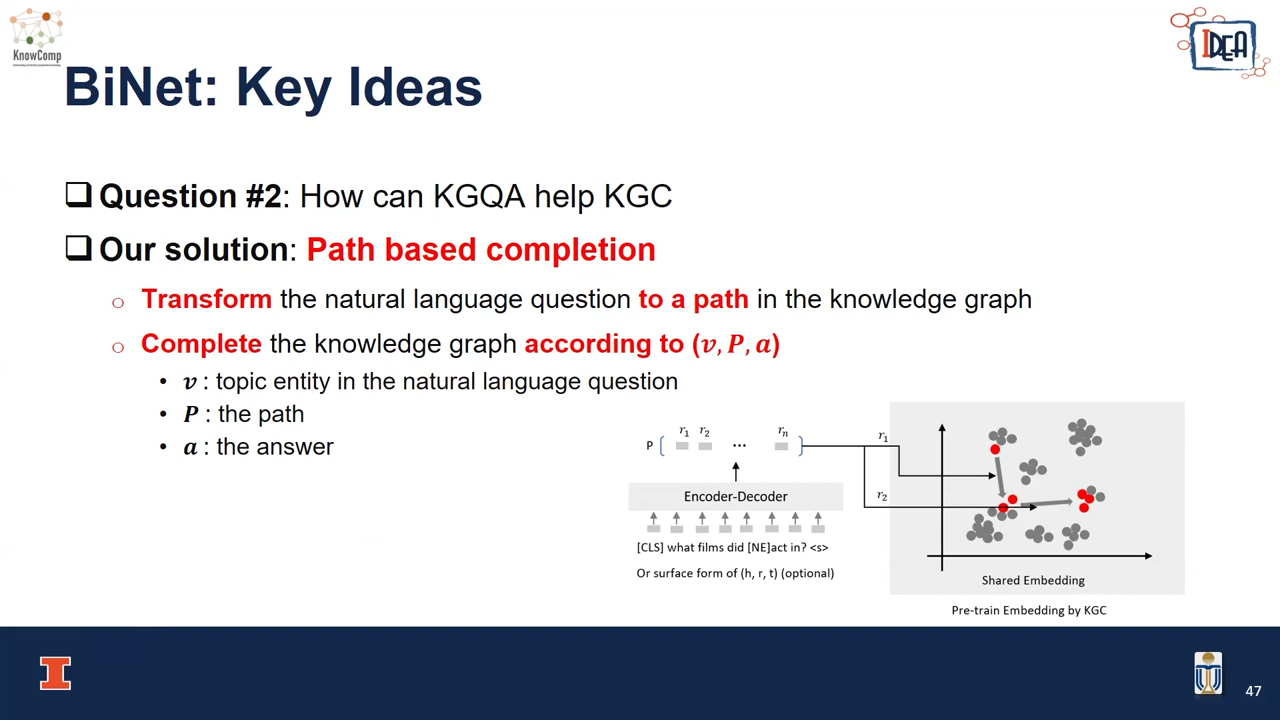 KnowComp
IDEA
BiNet: Key Ideas
Question #2: How can KGQA help KGC
Our solution: Path based completion
Transform the natural language question to a path in the knowledge graph
Complete the knowledge graph according to (v, P, a)
• v : topic entity in the natural language question
• P : the path
• a : the answer
r1 r2 rn
P { ... }
Encoder-Decoder
[CLS] what films did [NE]act in? <s>
Or surface form of (h, r, t) (optional)
r1
r2
Shared Embedding
Pre-train Embedding by KGC
I
47